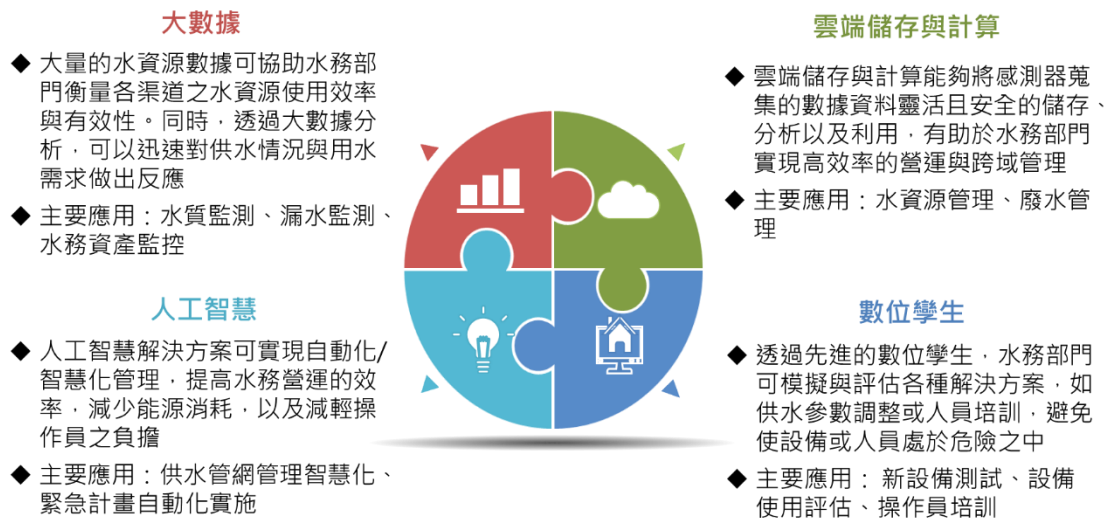 大數據
◆ 大量的水資源數據可協助水務部
門衡量各渠道之水資源使用效率
與有效性。同時，透過大數據分
析，可以迅速對供水情況與用水
需求做出反應
◆ 主要應用：水質監測、漏水監測、
水務資產監控
雲端儲存與計算
◆ 雲端儲存與計算能夠將感測器蒐
集的數據資料靈活且安全的儲存、
分析以及利用，有助於水務部門
實現高效率的營運與跨域管理
◆ 主要應用：水資源管理、廢水管
理
人工智慧
◆ 人工智慧解決方案可實現自動化/
智慧化管理，提高水務營運的效
率，減少能源消耗，以及減輕操
作員之負擔
◆ 主要應用：供水管網管理智慧化、
緊急計畫自動化實施
數位孿生
◆ 透過先進的數位孿生，水務部門
可模擬與評估各種解決方案，如
供水參數調整或人員培訓，避免
使設備或人員處於危險之中
◆ 主要應用： 新設備測試、設備
使用評估、操作員培訓